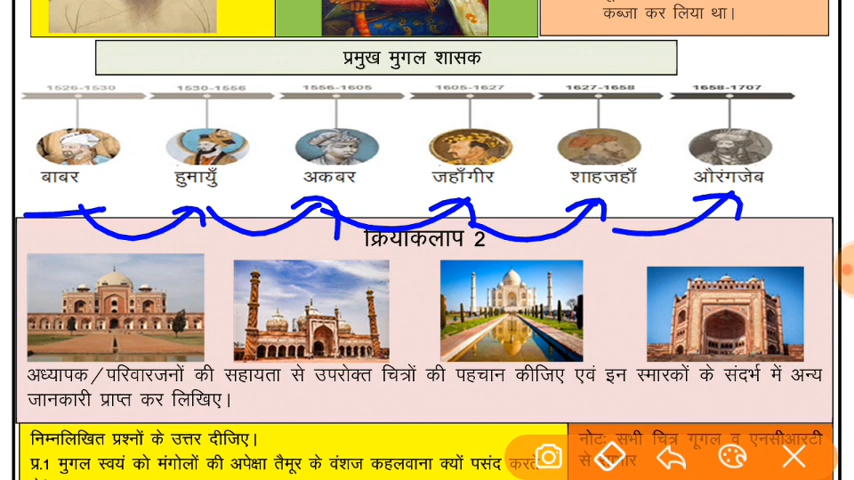 कब्जा कर लिया था।
प्रमुख मुगल शासक
1526-1530 1530-1556 1556-1605 1605-1627 1627-1658 1658-1707
बाबर हुमायुँ अकबर जहाँगीर शाहजहाँ औरंगजेब
क्रियाकलाप 2
अध्यापक/परिवारजनों की सहायता से उपरोक्त चित्रों की पहचान कीजिए एवं इन स्मारकों के संदर्भ में अन्य
जानकारी प्राप्त कर लिखिए।
निम्नलिखित प्रश्नों के उत्तर दीजिए।
प्र.1 मुगल स्वयं को मंगोलों की अपेक्षा तैमूर के वंशज कहलवाना क्यों पसंद करते
नोटः सभी चित्र गूगल व एनसीआरटी
से